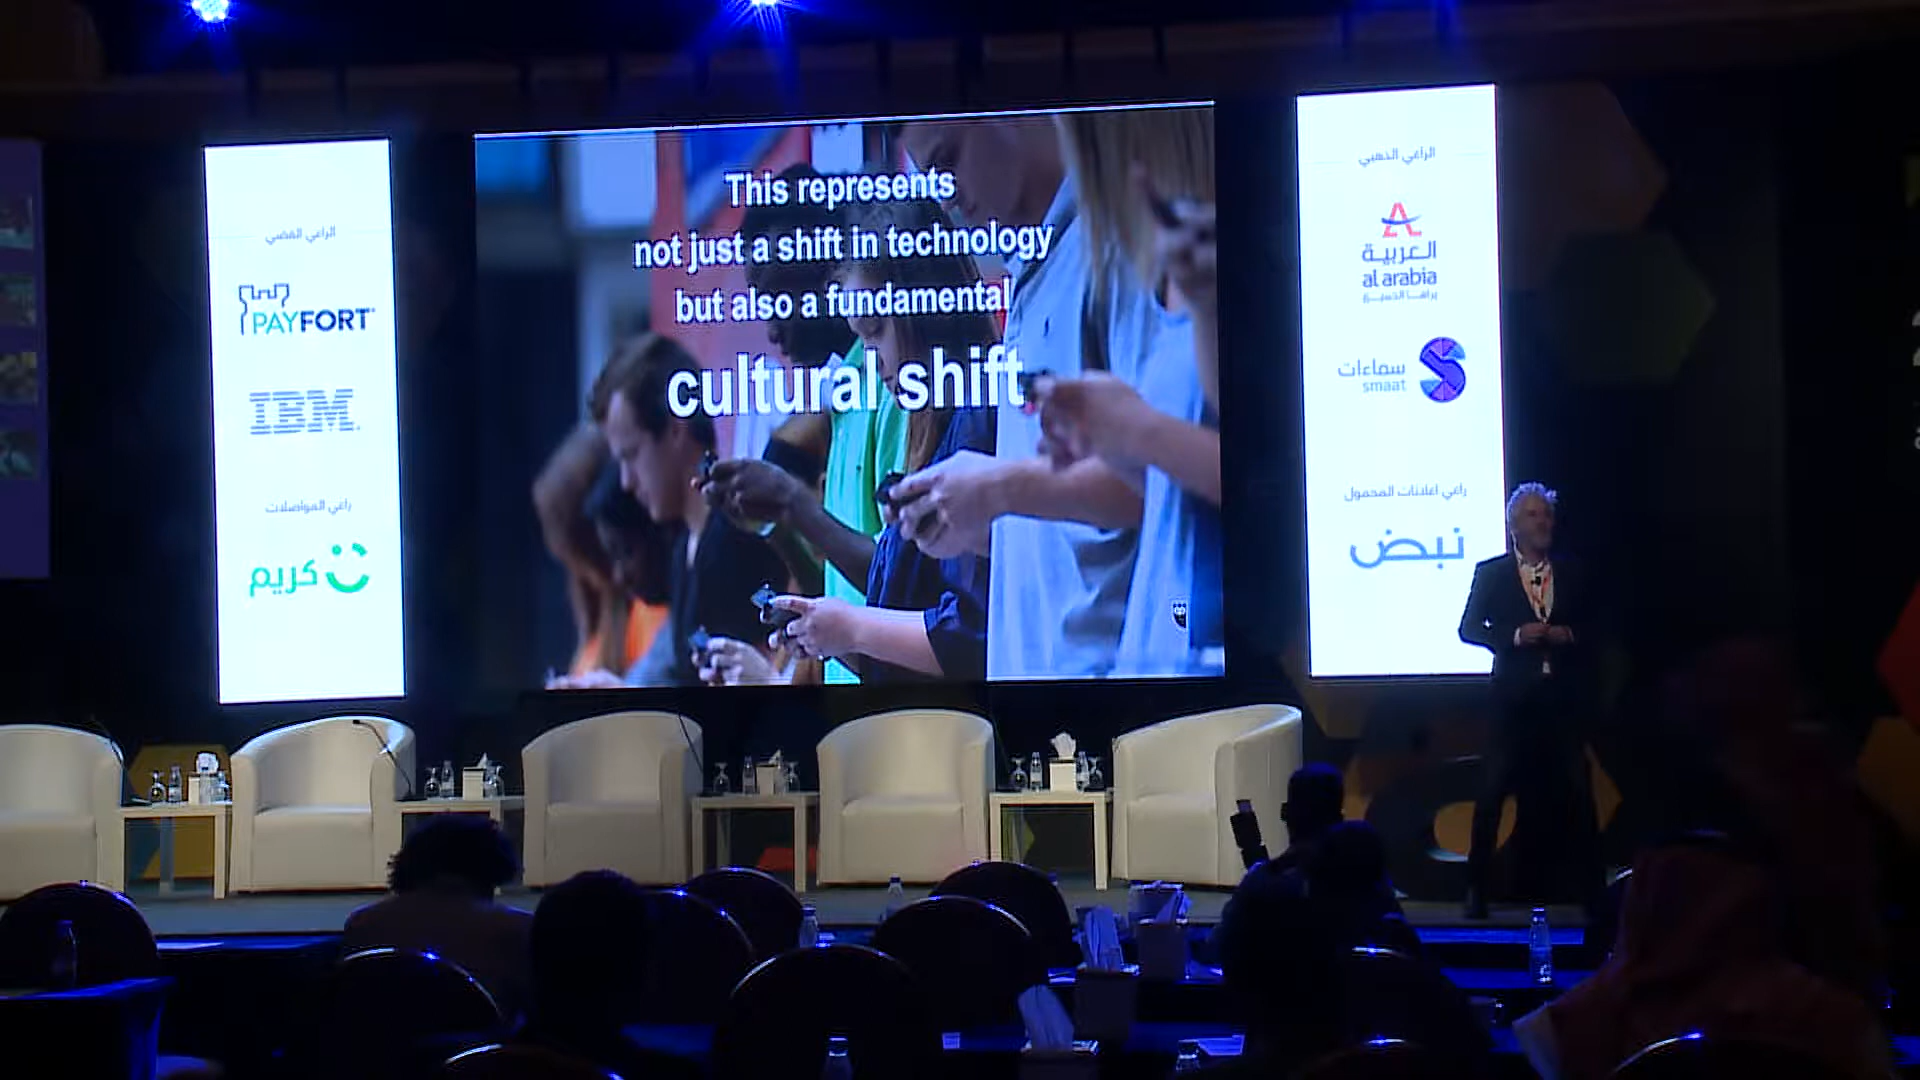 الراعي الفضي
PAYFORT
IBM
راعي المواصلات
كريم
This represents
not just a shift in technology
but also a fundamental
cultural shift
الراعي الذهبي
العربية
al arabia
سماءات
smaat
راعي اعلانات المحمول
نبض